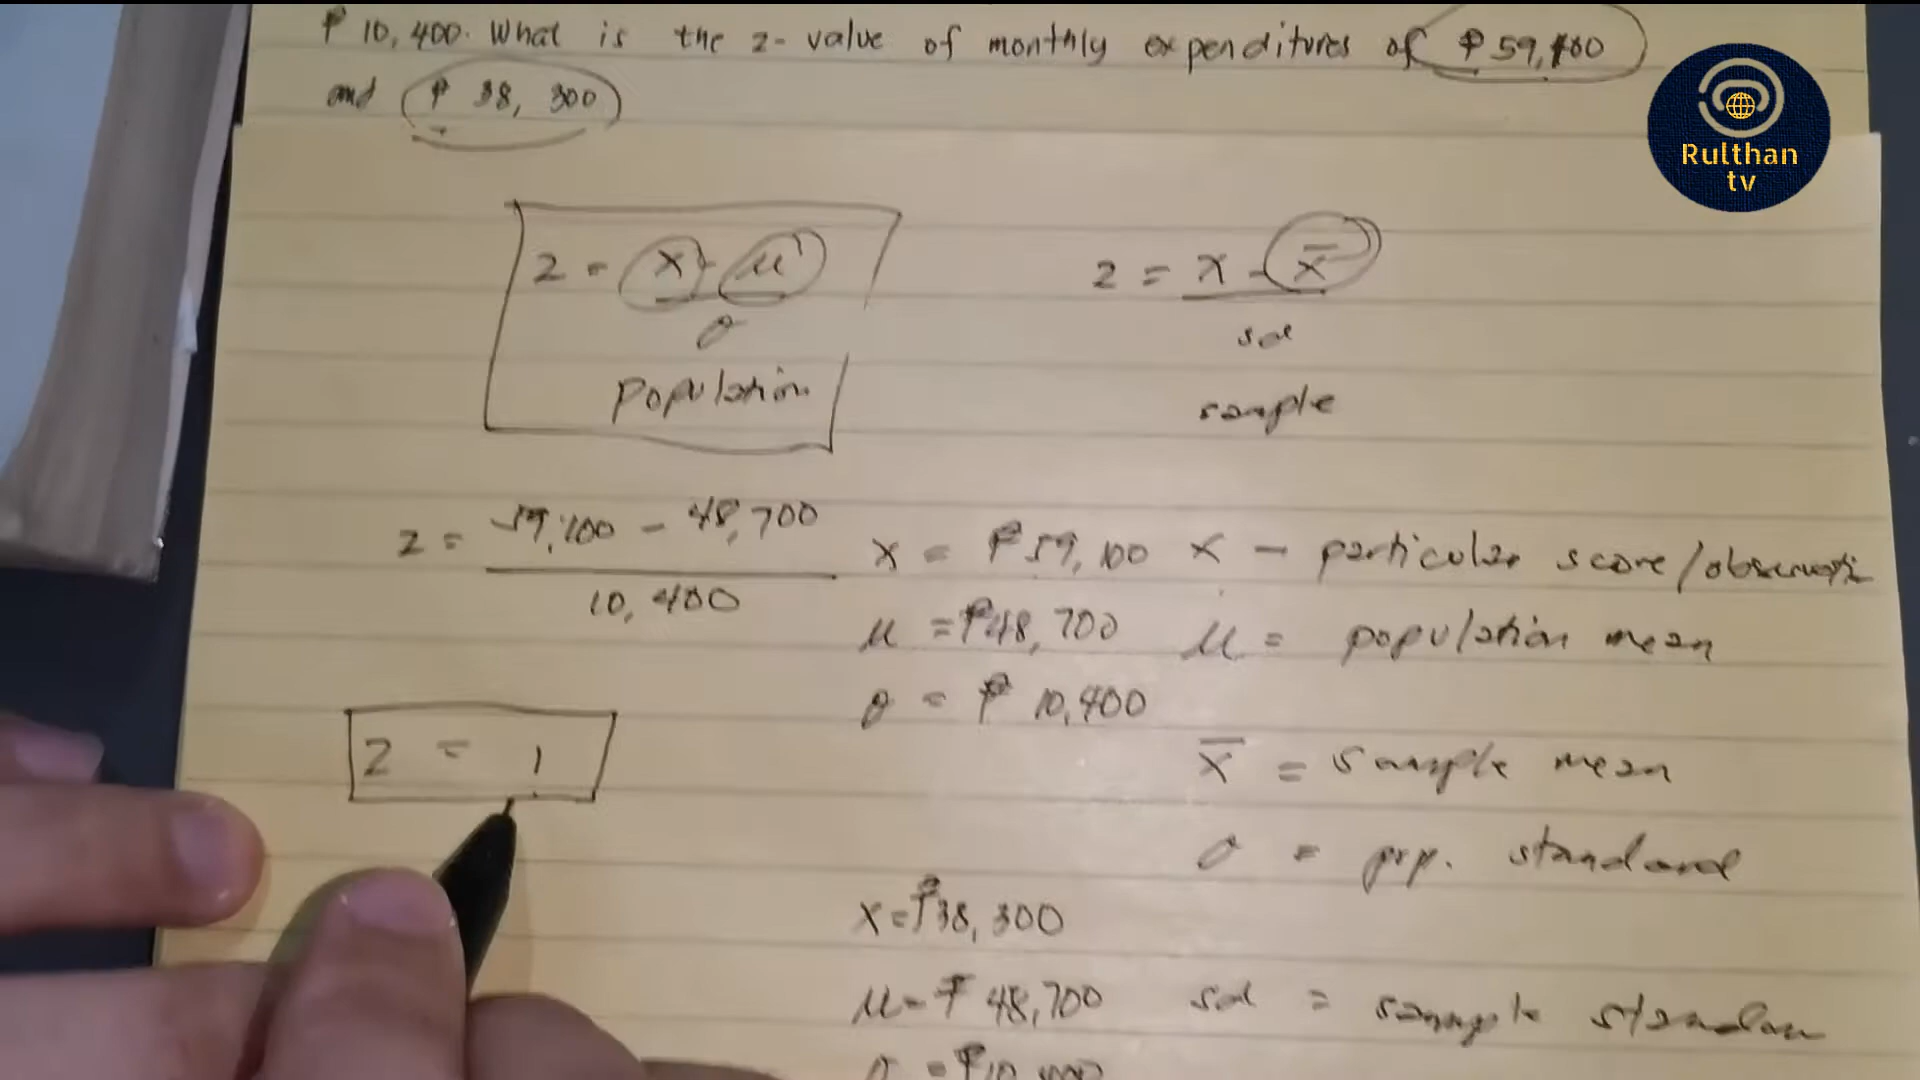 ₱ 10,400. What is the z-value of monthly expenditures of ₱ 59,100
and ₱ 38,300
Rulthan
tv
z = x - μ
σ
population
z = x - x̄
sd
sample
z = 59,100 - 48,700
10,400
x = ₱ 59,100
x - particular score/observation
μ = ₱48,700
μ = population mean
σ = ₱ 10,400
z = 1
x̄ = sample mean
σ = pop. standard
x = ₱38,300
μ = ₱ 48,700
sd = sample standard
σ = ₱10,400